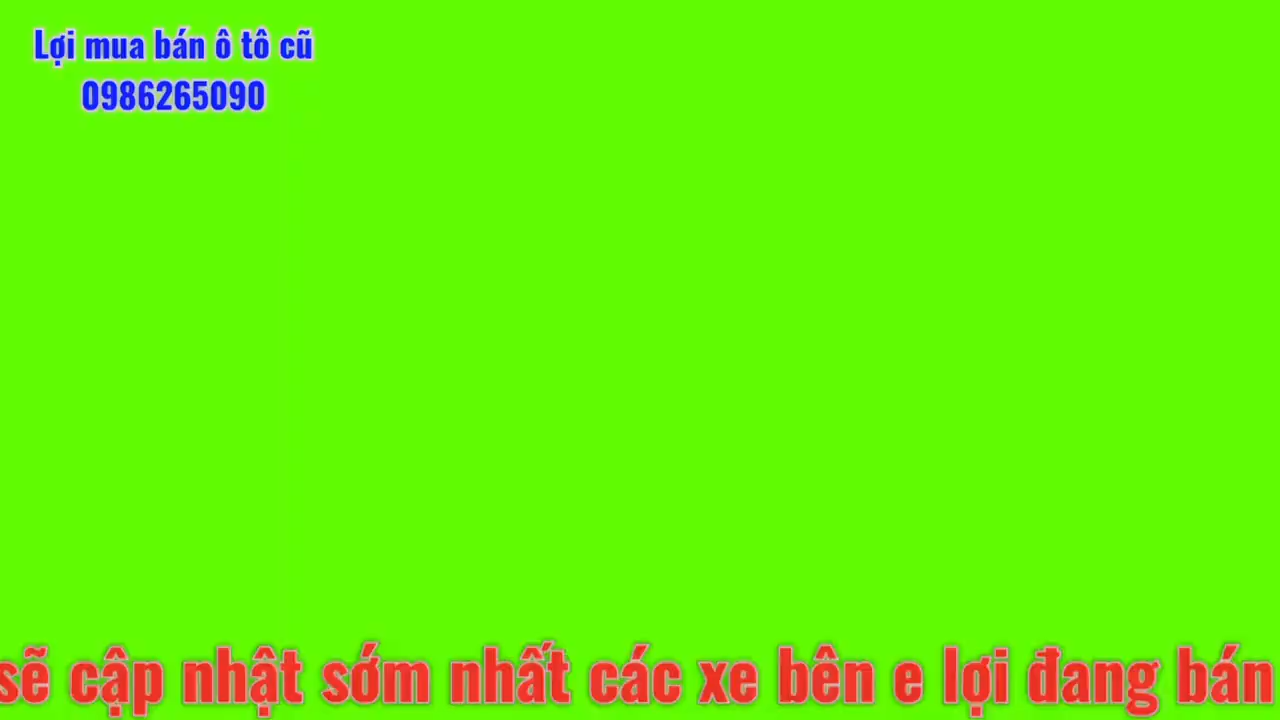 Lợi mua bán ô tô cũ
0986265090
sẽ cập nhật sớm nhất các xe bên e lợi đang bán